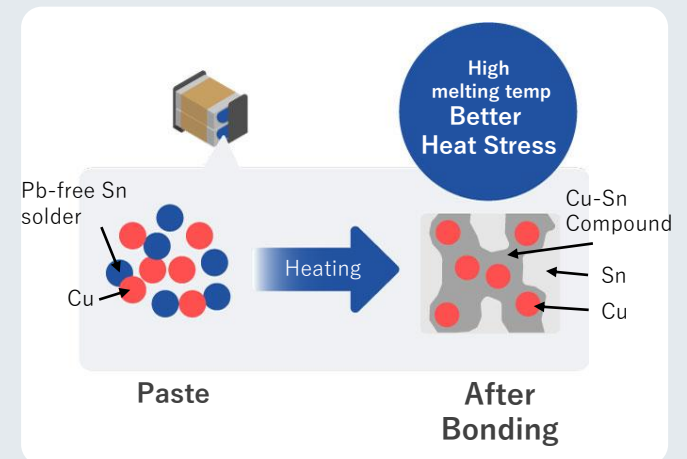 High
melting temp
Better
Heat Stress
Pb-free Sn
solder
Cu
Heating
Cu-Sn
Compound
Sn
Cu
Paste
After
Bonding